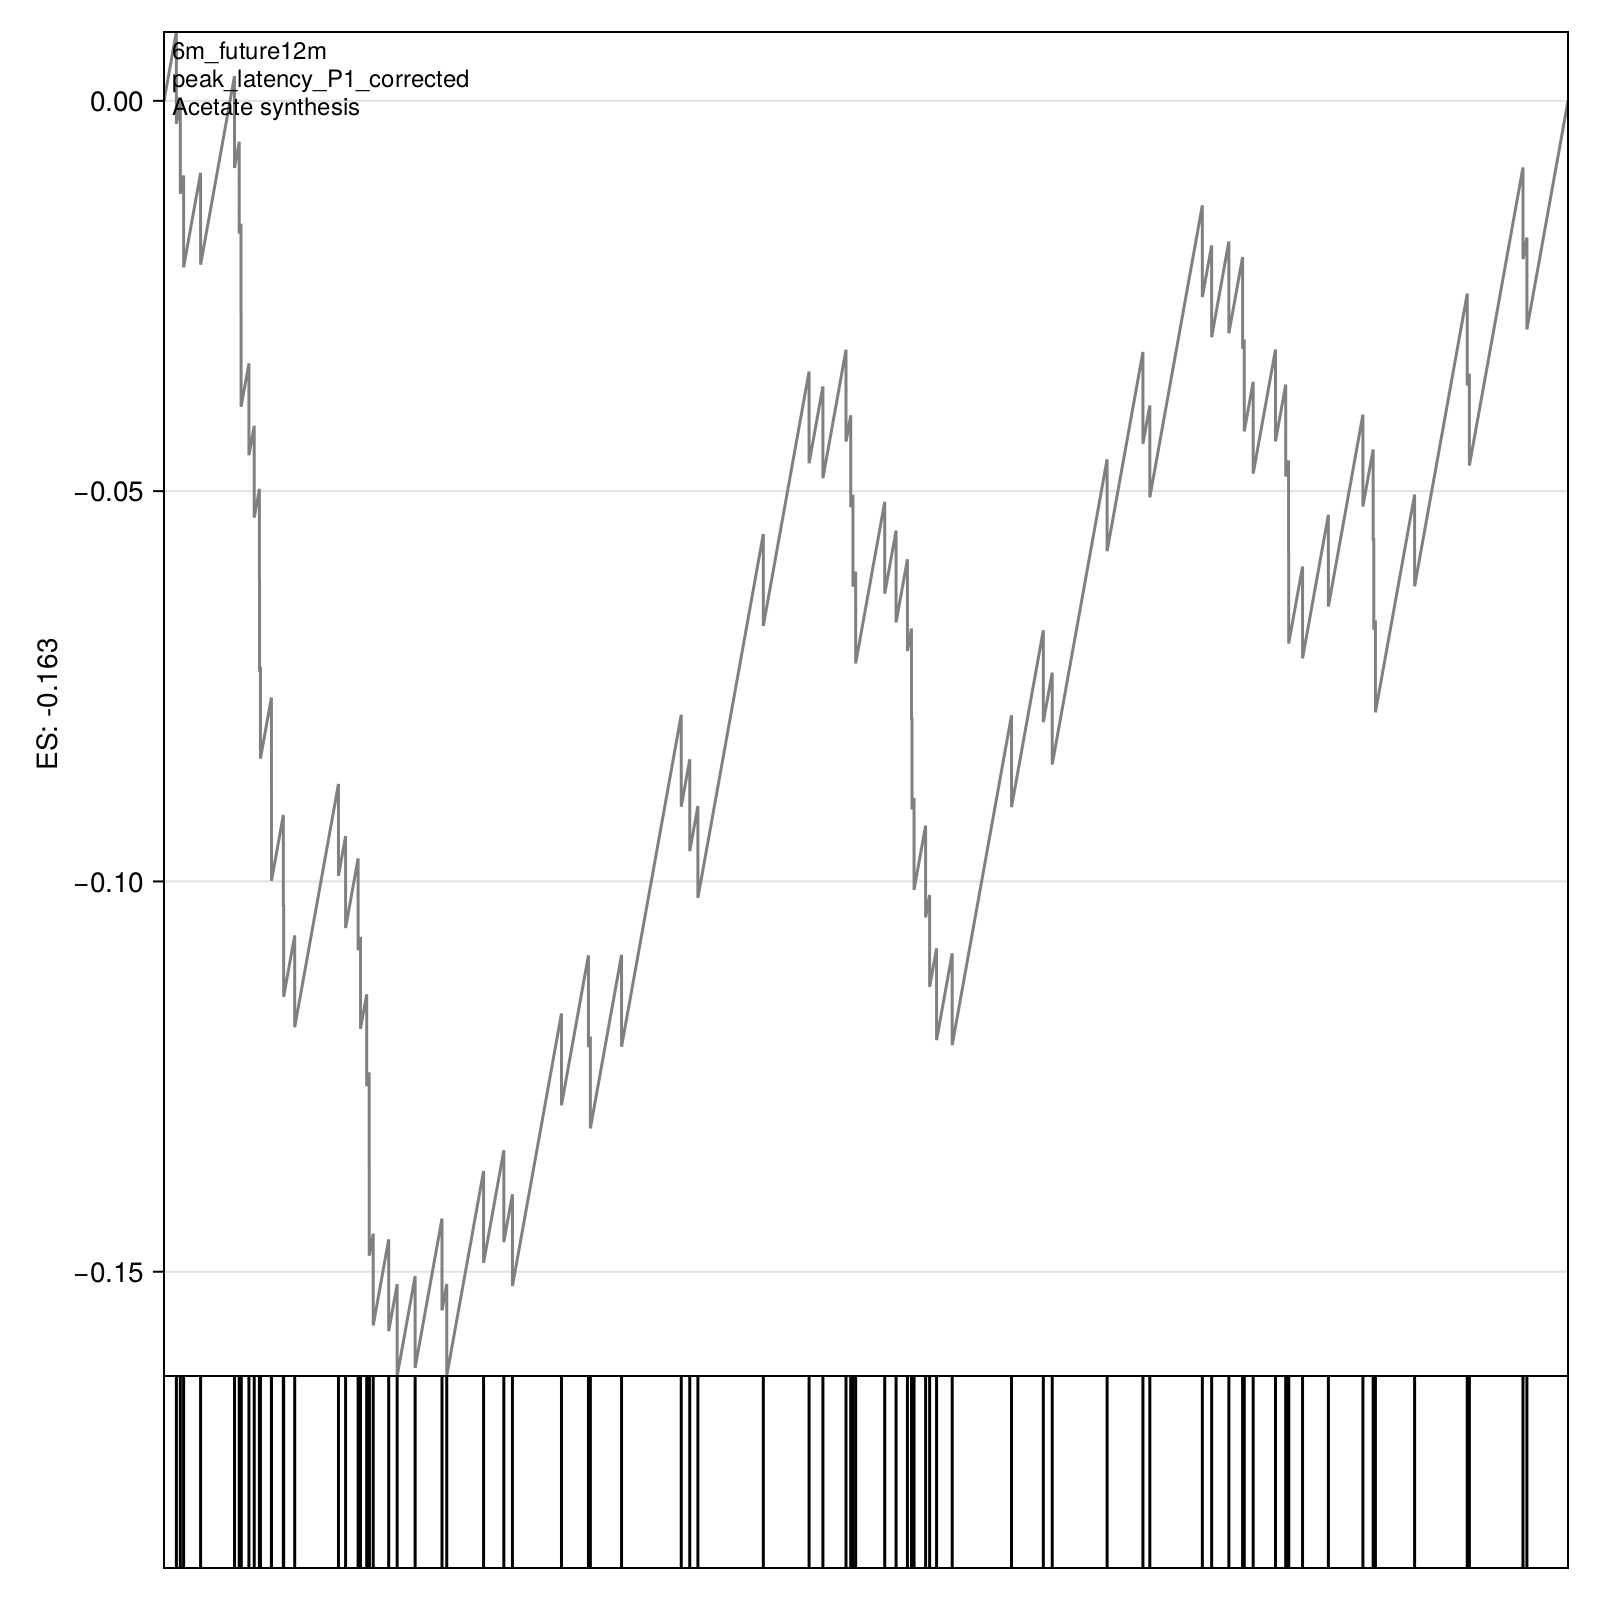 6m_future12m
peak_latency_P1_corrected
Acetate synthesis
0.00
−0.05
−0.10
−0.15
ES: -0.163